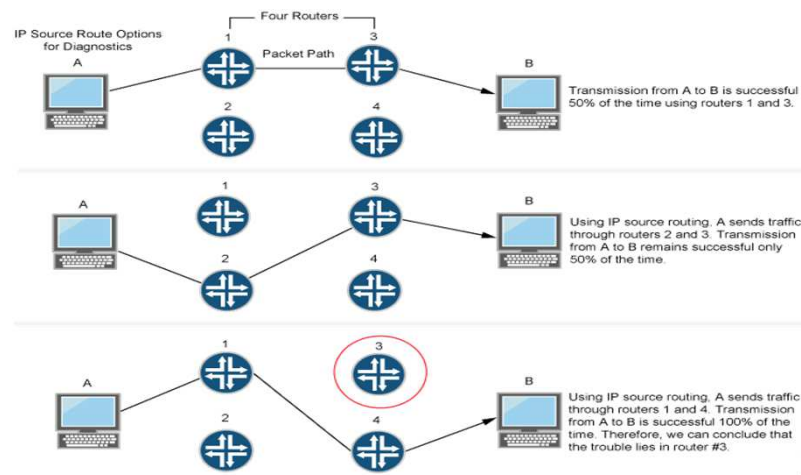 Four Routers
IP Source Route Options
for Diagnostics
A
1
3
Packet Path
B
Transmission from A to B is successful
50% of the time using routers 1 and 3.
2
4
A
1
3
B
Using IP source routing, A sends traffic
through routers 2 and 3. Transmission
from A to B remains successful only
50% of the time.
2
4
A
1
3
B
Using IP source routing, A sends traffic
through routers 1 and 4. Transmission
from A to B is successful 100% of the
time. Therefore, we can conclude that
the trouble lies in router #3.
2
4